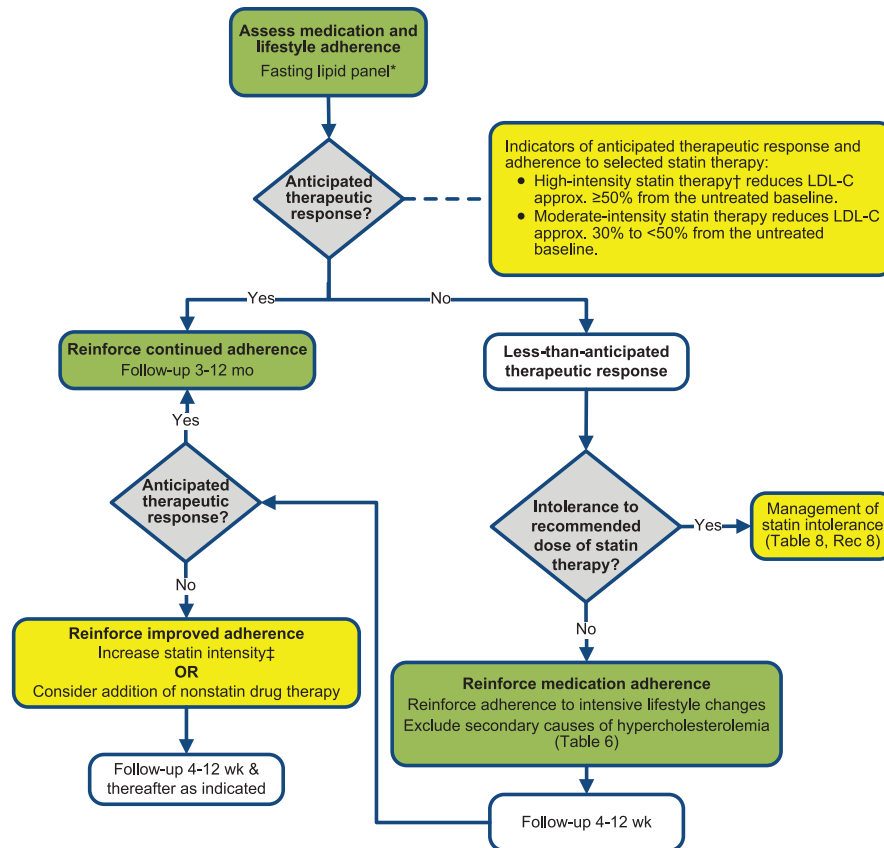 Assess medication and
lifestyle adherence
Fasting lipid panel*
Anticipated
therapeutic
response?
Indicators of anticipated therapeutic response and
adherence to selected statin therapy:
● High-intensity statin therapy† reduces LDL-C
approx. ≥50% from the untreated baseline.
● Moderate-intensity statin therapy reduces LDL-C
approx. 30% to <50% from the untreated
baseline.
Yes
No
Reinforce continued adherence
Follow-up 3-12 mo
Less-than-anticipated
therapeutic response
Yes
Anticipated
therapeutic
response?
Intolerance to
recommended
dose of statin
therapy?
Yes
Management of
statin intolerance
(Table 8, Rec 8)
No
No
Reinforce improved adherence
Increase statin intensity‡
OR
Consider addition of nonstatin drug therapy
Reinforce medication adherence
Reinforce adherence to intensive lifestyle changes
Exclude secondary causes of hypercholesterolemia
(Table 6)
Follow-up 4-12 wk &
thereafter as indicated
Follow-up 4-12 wk